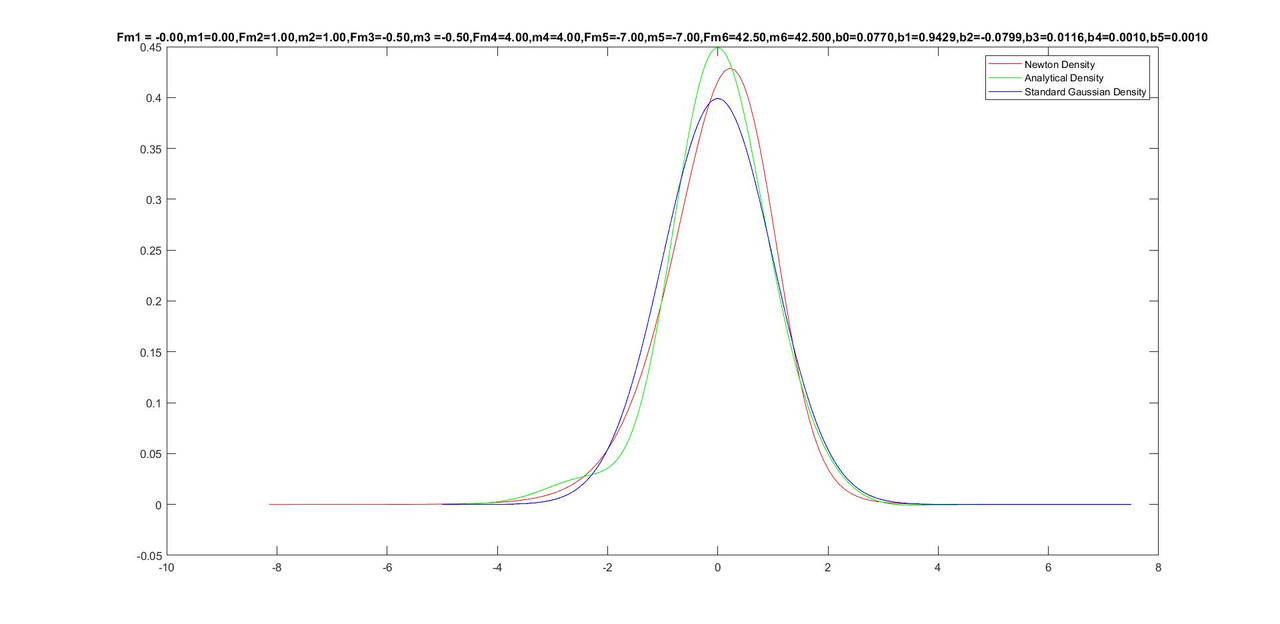 Fm1 = -0.00,m1=0.00,Fm2=1.00,m2=1.00,Fm3=-0.50,m3 =-0.50,Fm4=4.00,m4=4.00,Fm5=-7.00,m5=-7.00,Fm6=42.50,m6=42.500,b0=0.0770,b1=0.9429,b2=-0.0799,b3=0.0116,b4=0.0010,b5=0.0010
0.45
Newton Density
Analytical Density
Standard Gaussian Density
0.4
0.35
0.3
0.25
0.2
0.15
0.1
0.05
0
-0.05
-10 -8 -6 -4 -2 0 2 4 6 8